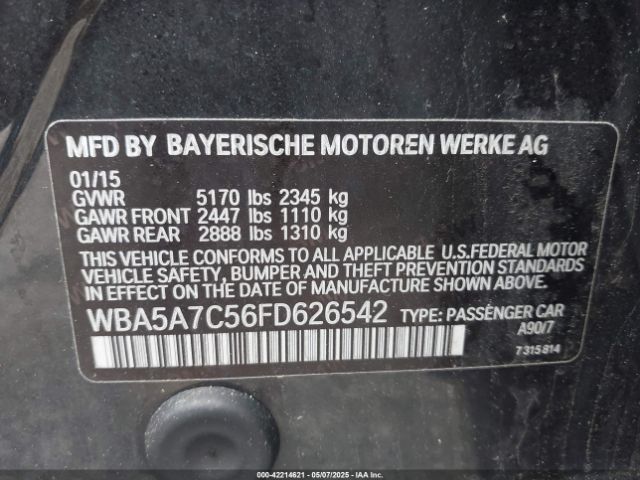 MFD BY BAYERISCHE MOTOREN WERKE AG
01/15
GVWR 5170 lbs 2345 kg
GAWR FRONT 2447 lbs 1110 kg
GAWR REAR 2888 lbs 1310 kg
THIS VEHICLE CONFORMS TO ALL APPLICABLE U.S.FEDERAL MOTOR
VEHICLE SAFETY, BUMPER AND THEFT PREVENTION STANDARDS
IN EFFECT ON THE DATE OF MANUFACTURE SHOWN ABOVE.
WBA5A7C56FD626542 TYPE: PASSENGER CAR
A90/7
7 315 814
000-42214621 - 05/07/2025 - IAAI